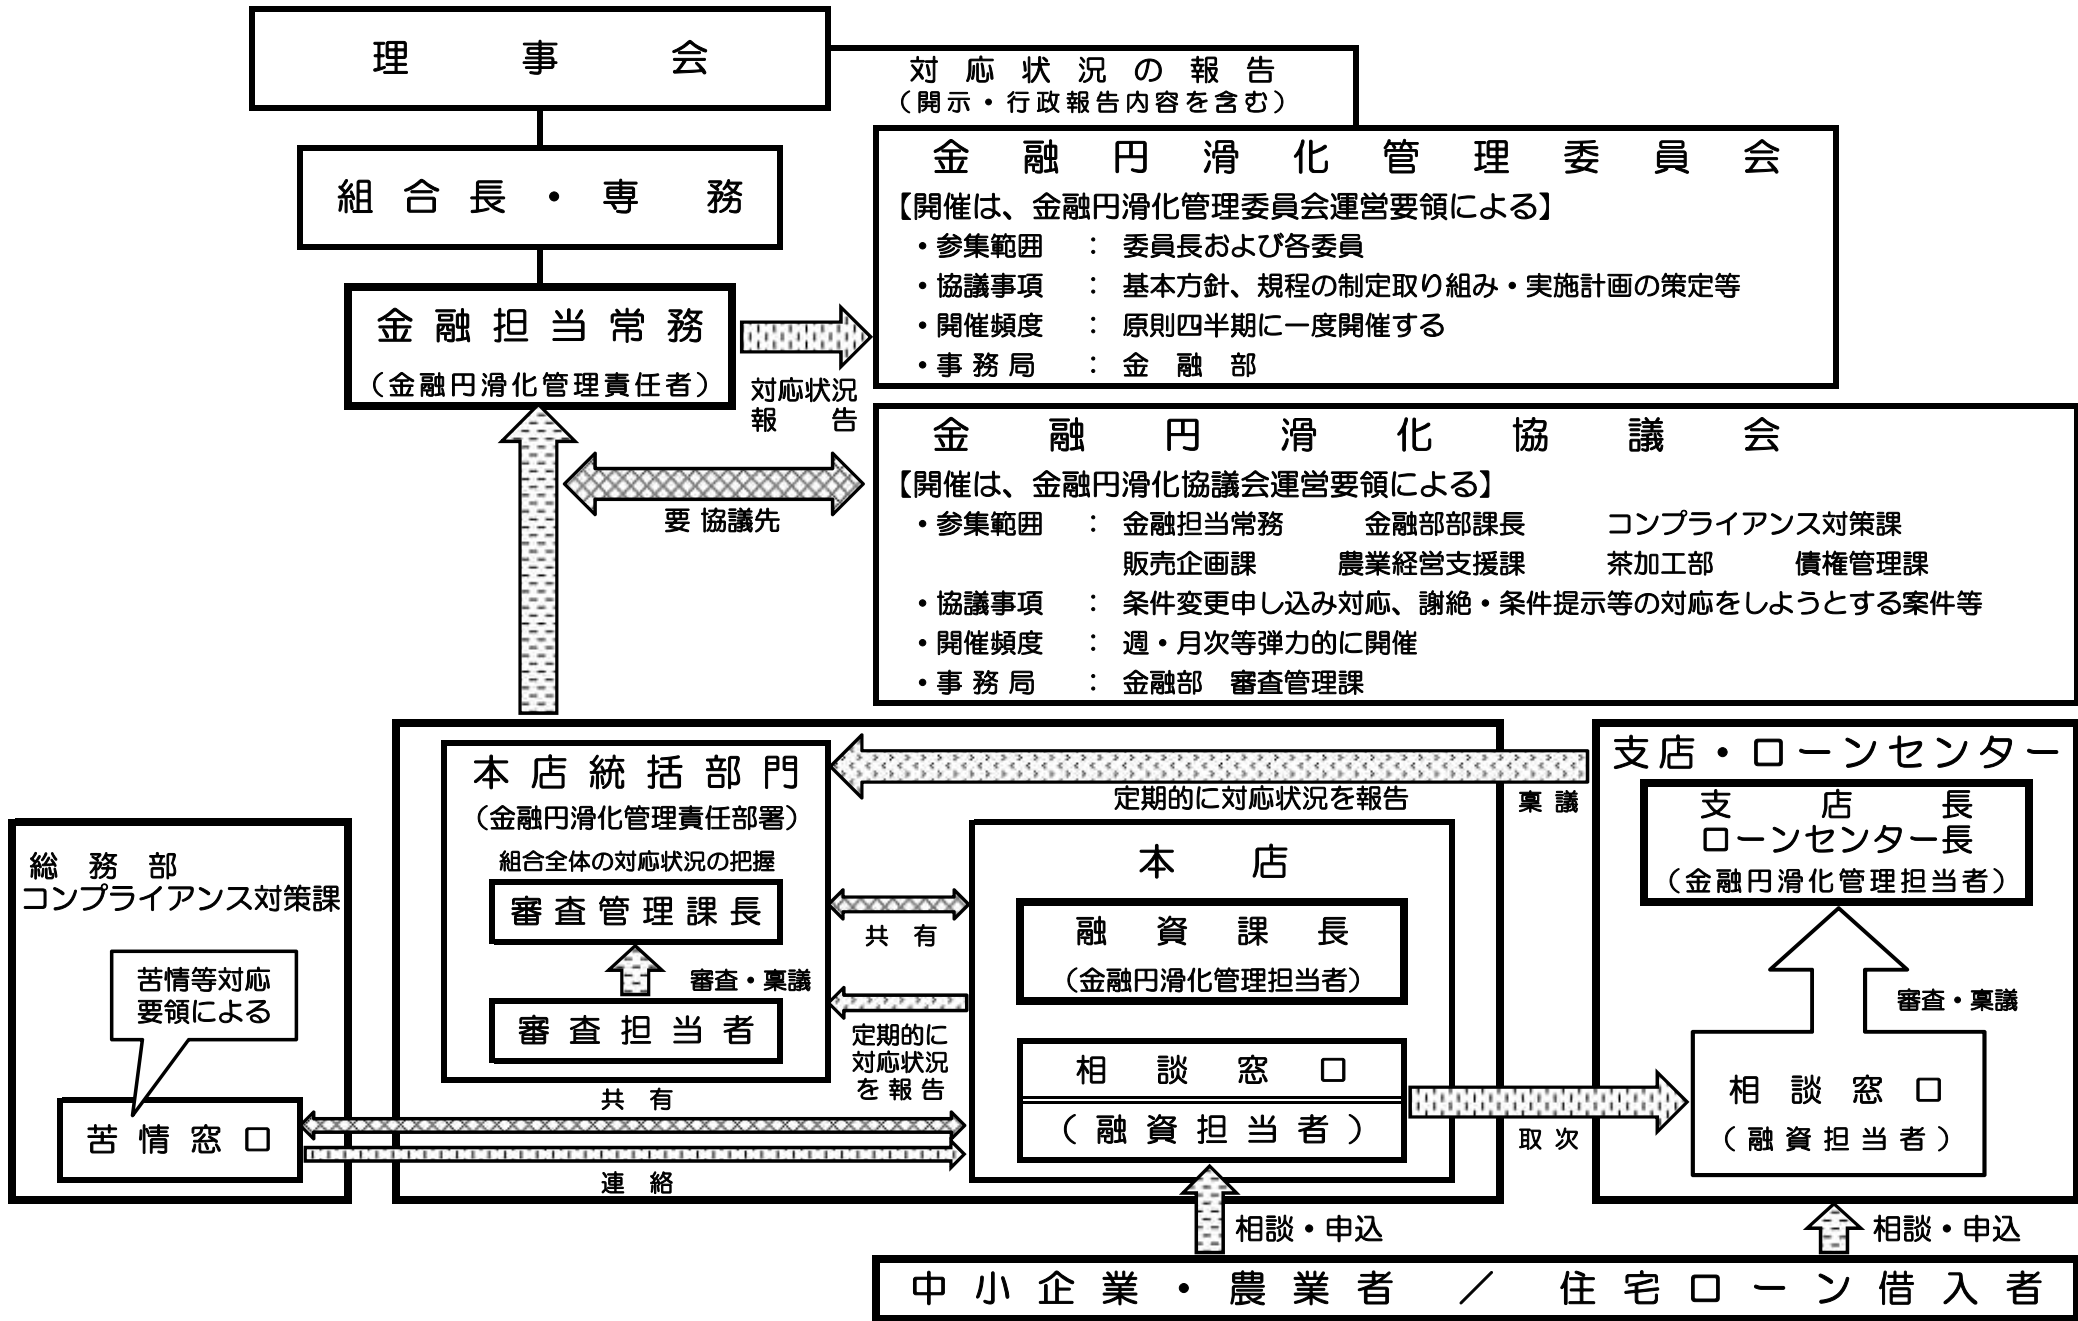 理事会
対応状況の報告
（開示・行政報告内容を含む）
組合長・専務
金融円滑化管理委員会
【開催は、金融円滑化管理委員会運営要領による】
・参集範囲 ： 委員長および各委員
・協議事項 ： 基本方針、規程の制定取り組み・実施計画の策定等
・開催頻度 ： 原則四半期に一度開催する
・事務局 ： 金融部
金融担当常務
（金融円滑化管理責任者）
対応状況
報告
金融円滑化協議会
【開催は、金融円滑化協議会運営要領による】
・参集範囲 ： 金融担当常務 金融部部課長 コンプライアンス対策課
販売企画課 農業経営支援課 茶加工部 債権管理課
・協議事項 ： 条件変更申し込み対応、謝絶・条件提示等の対応をしようとする案件等
・開催頻度 ： 週・月次等弾力的に開催
・事務局 ： 金融部 審査管理課
要 協議先
本店統括部門
（金融円滑化管理責任部署）
組合全体の対応状況の把握
審査管理課長
審査・稟議
審査担当者
定期的に対応状況を報告
稟議
支店・ローンセンター
支店長
ローンセンター長
（金融円滑化管理担当者）
審査・稟議
相談窓口
（融資担当者）
総務部
コンプライアンス対策課
苦情等対応
要領による
苦情窓口
本店
融資課長
（金融円滑化管理担当者）
相談窓口
（融資担当者）
共有
定期的に
対応状況
を報告
共有
連絡
取次
相談・申込
相談・申込
中小企業・農業者 ／ 住宅ローン借入者